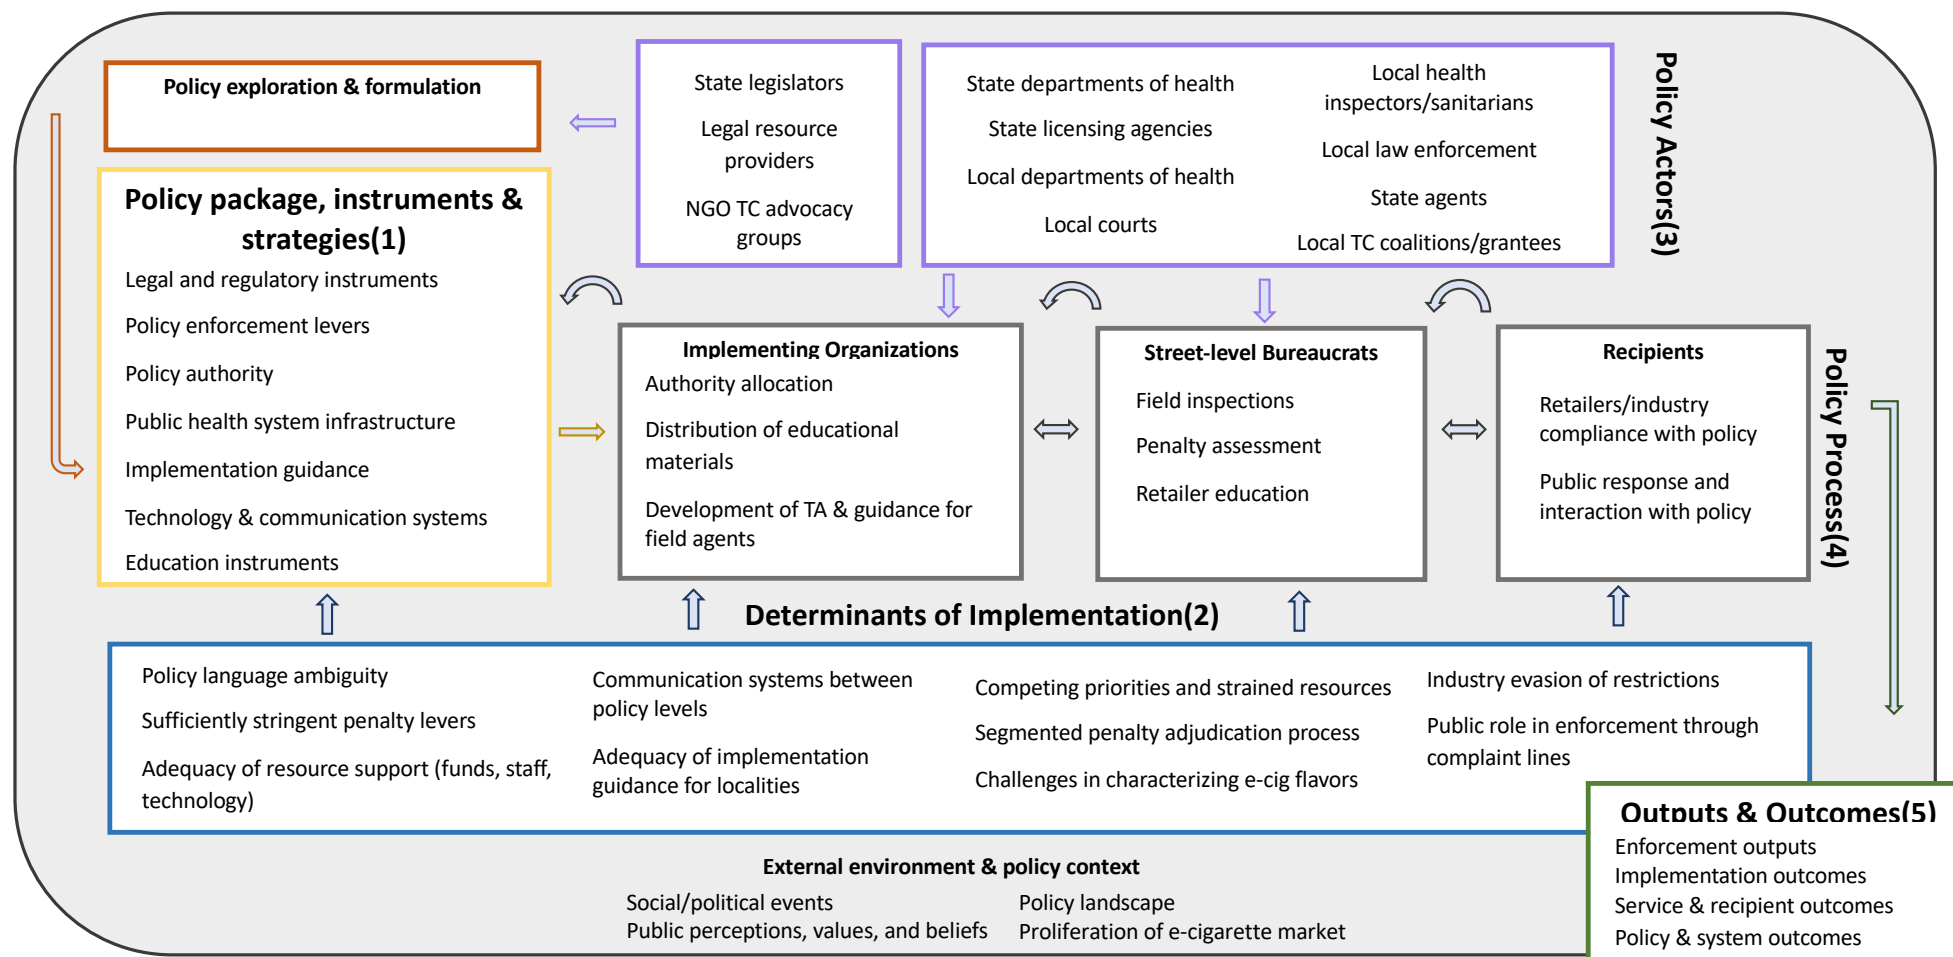 Policy exploration & formulation
State legislators
Legal resource
providers
NGO TC advocacy
groups
State departments of health
State licensing agencies
Local departments of health
Local courts
Local health
inspectors/sanitarians
Local law enforcement
State agents
Local TC coalitions/grantees
Policy Actors(3)
Policy package, instruments &
strategies(1)
Legal and regulatory instruments
Policy enforcement levers
Policy authority
Public health system infrastructure
Implementation guidance
Technology & communication systems
Education instruments
Implementing Organizations
Authority allocation
Distribution of educational
materials
Development of TA & guidance for
field agents
Street-level Bureaucrats
Field inspections
Penalty assessment
Retailer education
Recipients
Retailers/industry
compliance with policy
Public response and
interaction with policy
Policy Process(4)
Determinants of Implementation(2)
Policy language ambiguity
Sufficiently stringent penalty levers
Adequacy of resource support (funds, staff,
technology)
Communication systems between
policy levels
Adequacy of implementation
guidance for localities
Competing priorities and strained resources
Segmented penalty adjudication process
Challenges in characterizing e-cig flavors
Industry evasion of restrictions
Public role in enforcement through
complaint lines
Outputs & Outcomes(5)
Enforcement outputs
Implementation outcomes
Service & recipient outcomes
Policy & system outcomes
External environment & policy context
Social/political events
Public perceptions, values, and beliefs
Policy landscape
Proliferation of e-cigarette market